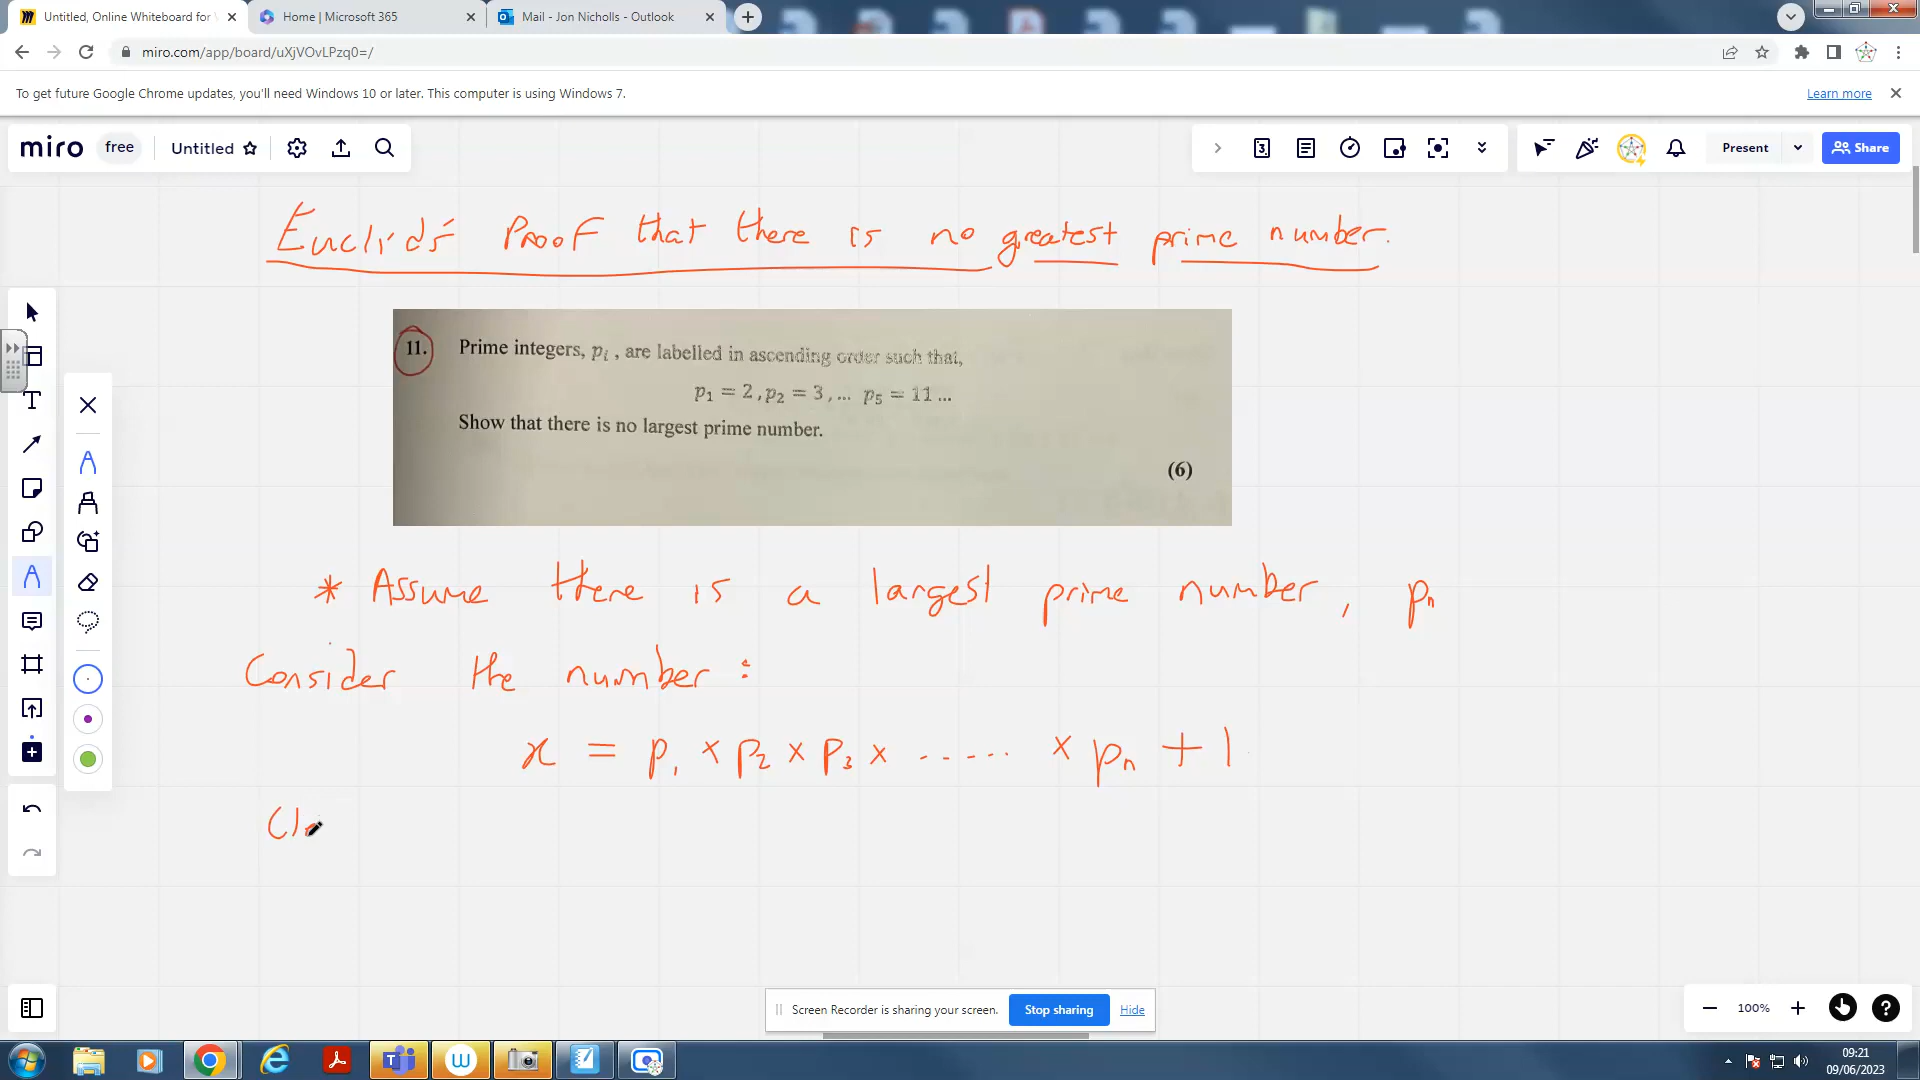 Untitled, Online Whiteboard for
Home | Microsoft 365
Mail - Jon Nicholls - Outlook
miro.com/app/board/uXjVOvLPzq0=/
To get future Google Chrome updates, you'll need Windows 10 or later. This computer is using Windows 7.
Learn more
miro
free
Untitled
3
Present
Share
Euclid's Proof that there is no greatest prime number.
11. Prime integers, pᵢ, are labelled in ascending order such that,
p₁ = 2, p₂ = 3, ... p₅ = 11 ...
Show that there is no largest prime number.
(6)
* Assume there is a largest prime number, pₙ
Consider the number:
x = p₁ × p₂ × p₃ × ...... × pₙ + 1
Screen Recorder is sharing your screen.
Stop sharing
Hide
100%
09:21
09/06/2023